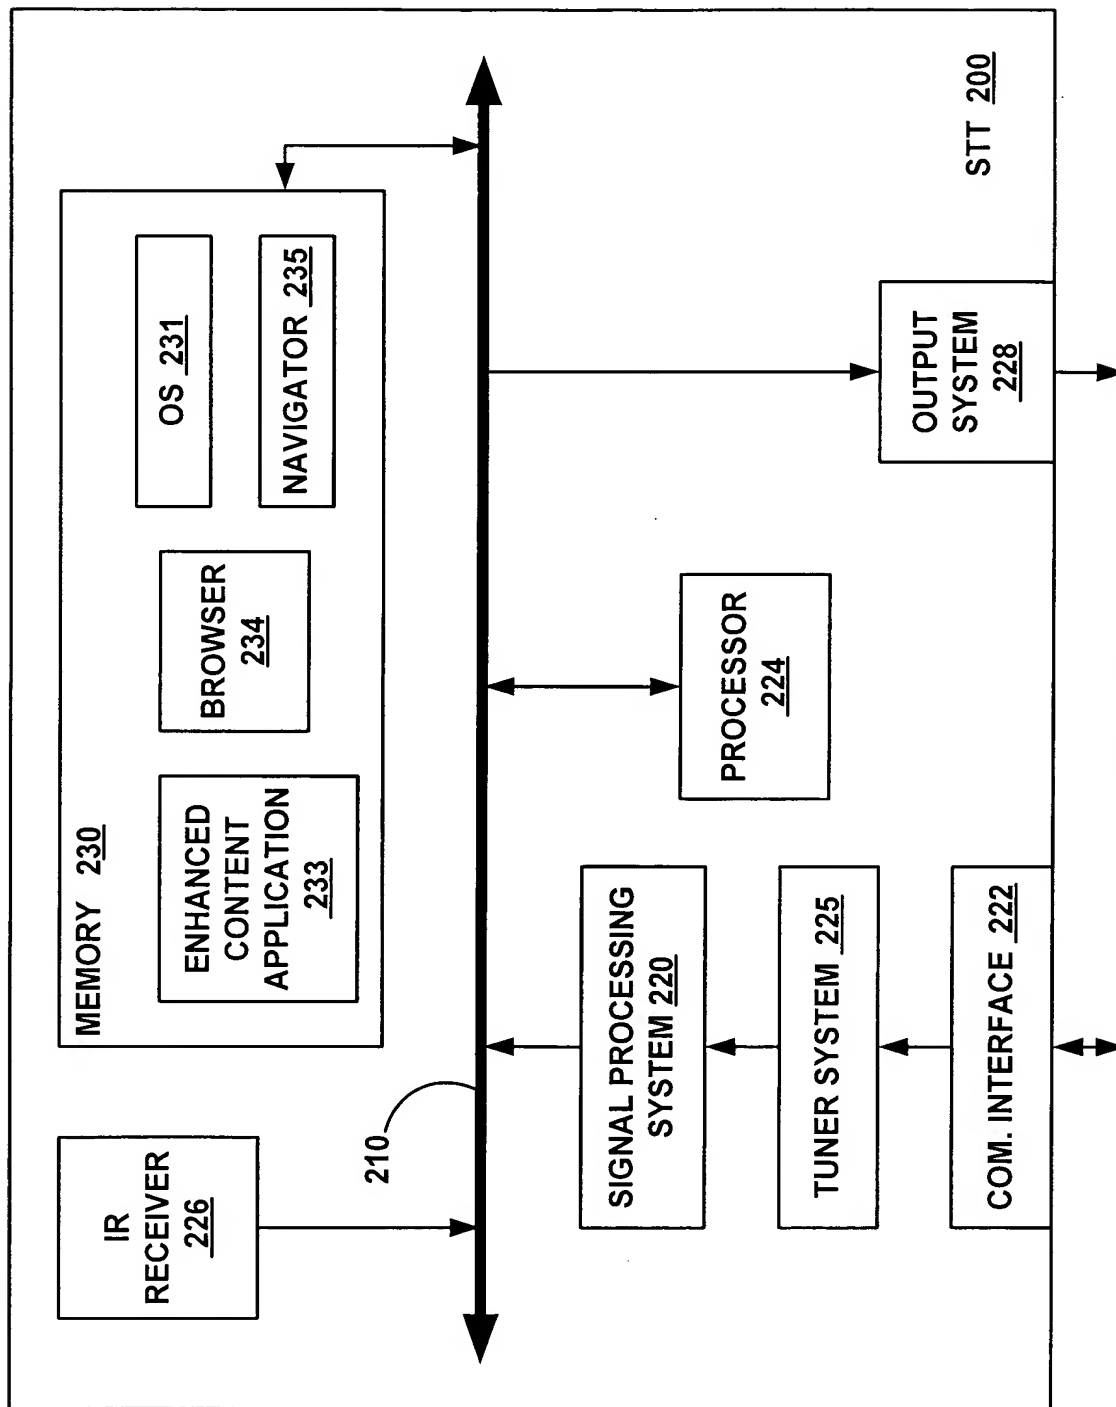 IR
RECEIVER
226
MEMORY 230
ENHANCED
CONTENT
APPLICATION
233
BROWSER
234
OS 231
NAVIGATOR 235
210
SIGNAL PROCESSING
SYSTEM 220
TUNER SYSTEM 225
COM. INTERFACE 222
PROCESSOR
224
OUTPUT
SYSTEM
228
STT 200